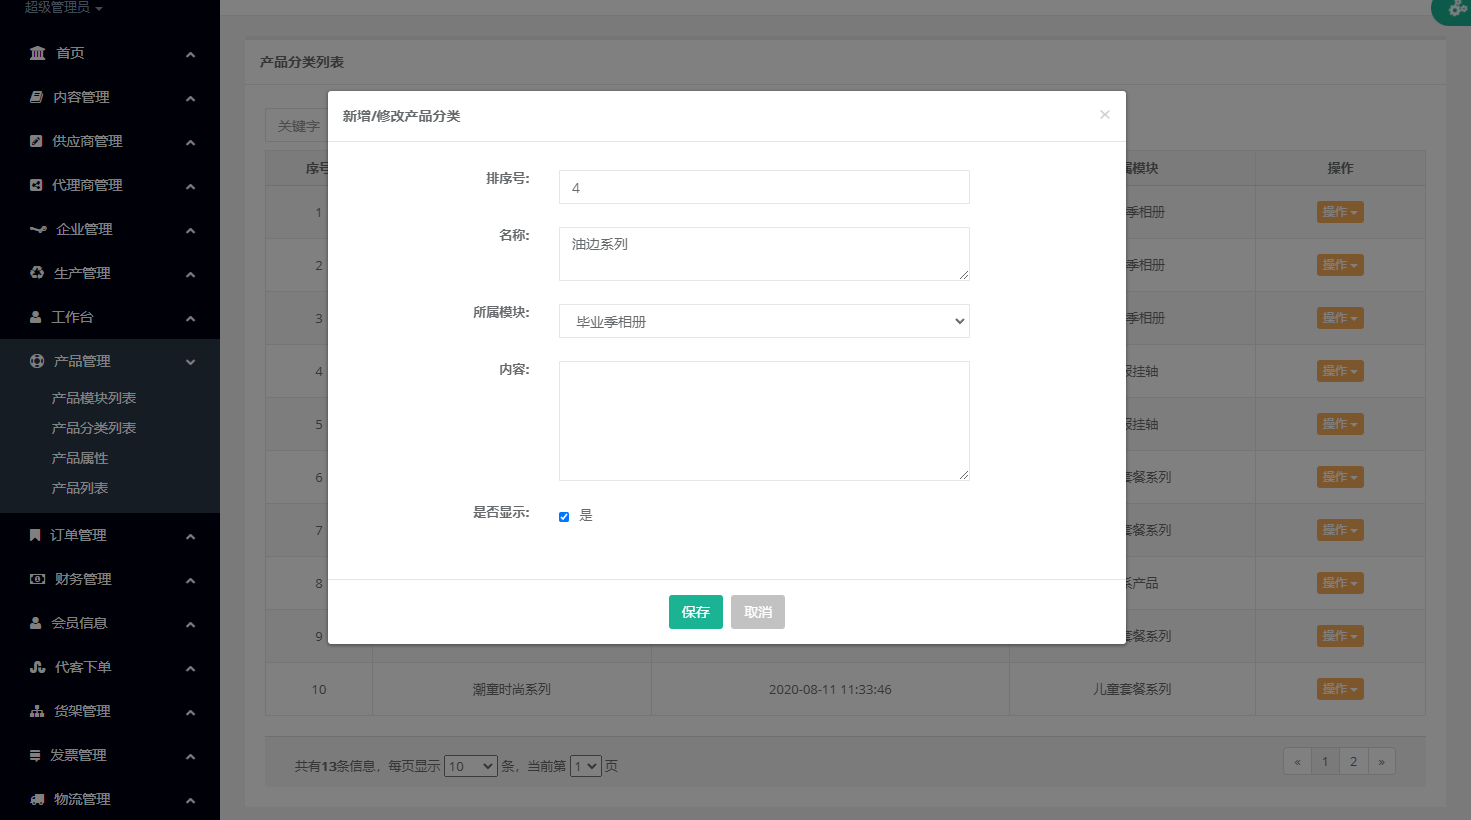 超级管理员
首页
内容管理
供应商管理
代理商管理
企业管理
生产管理
工作台
产品管理
产品模块列表
产品分类列表
产品属性
产品列表
订单管理
财务管理
会员信息
代客下单
货架管理
发票管理
物流管理
产品分类列表
关键字
新增/修改产品分类 ×
排序号: 4
名称: 油边系列
所属模块: 毕业季相册
内容:
是否显示: 是
保存 取消
序号 模块 操作
1 季相册 操作
2 季相册 操作
3 季相册 操作
4 挂轴 操作
5 挂轴 操作
6 套餐系列 操作
7 套餐系列 操作
8 产品 操作
9 套餐系列 操作
10 潮童时尚系列 2020-08-11 11:33:46 儿童套餐系列 操作
共有13条信息，每页显示 10 条，当前第 1 页
« 1 2 »